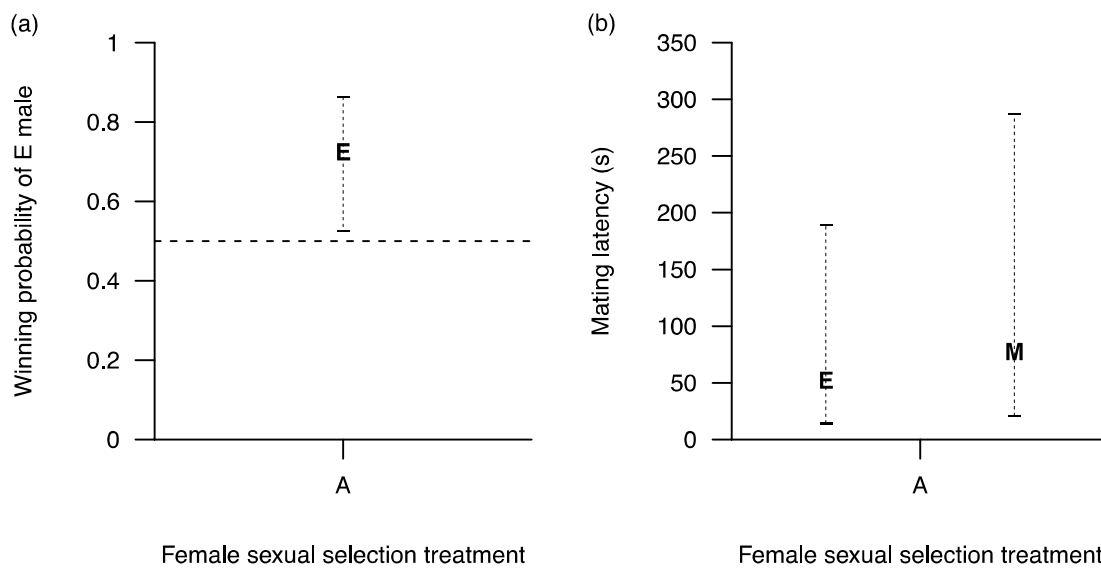 (a)
Winning probability of E male
1
0.8
0.6
0.4
0.2
0
E
A
Female sexual selection treatment
(b)
Mating latency (s)
350
300
250
200
150
100
50
0
E
M
A
Female sexual selection treatment